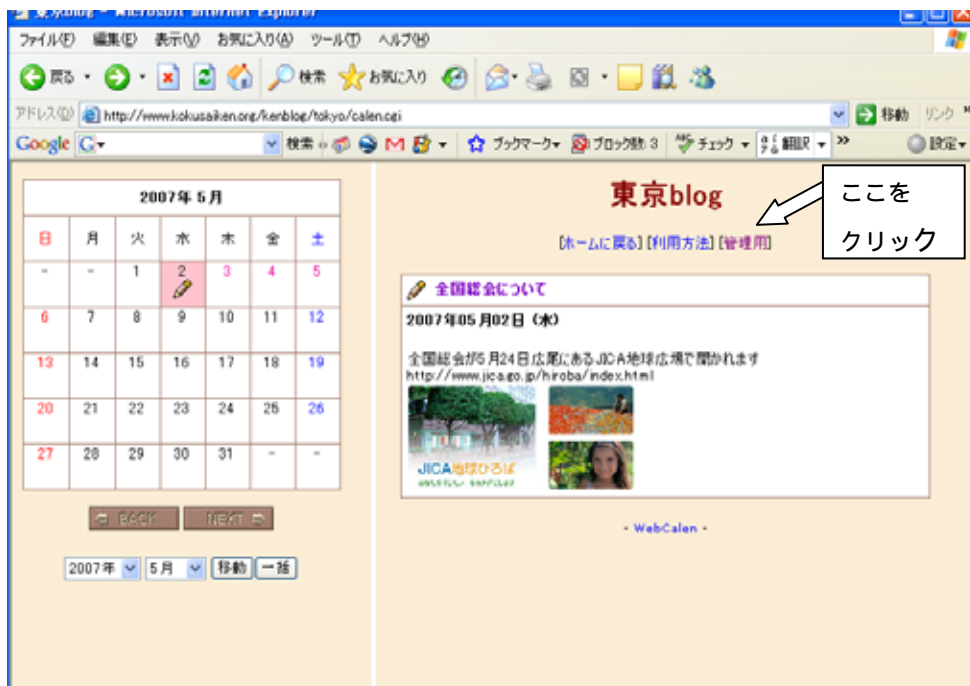 東京blog - Microsoft Internet Explorer
ファイル(F) 編集(E) 表示(V) お気に入り(A) ツール(T) ヘルプ(H)
戻る 検索 お気に入り
アドレス(D) http://www.kokusaiken.org/kenblog/tokyo/calen.cgi 移動 リンク »
Google G 検索 ブックマーク ブロック数: 3 チェック 翻訳 » 設定
2007年 5月
日 月 火 水 木 金 土
- - 1 2 3 4 5
6 7 8 9 10 11 12
13 14 15 16 17 18 19
20 21 22 23 24 25 26
27 28 29 30 31 - -
BACK NEXT
2007年 5月 移動 一括
東京blog
[ホームに戻る] [利用方法] [管理用]
ここを
クリック
全国総会について
2007年05月02日 (水)
全国総会が5月24日広尾にあるJICA地球広場で開かれます
http://www.jica.go.jp/hiroba/index.html
JICA地球ひろば
- WebCalen -